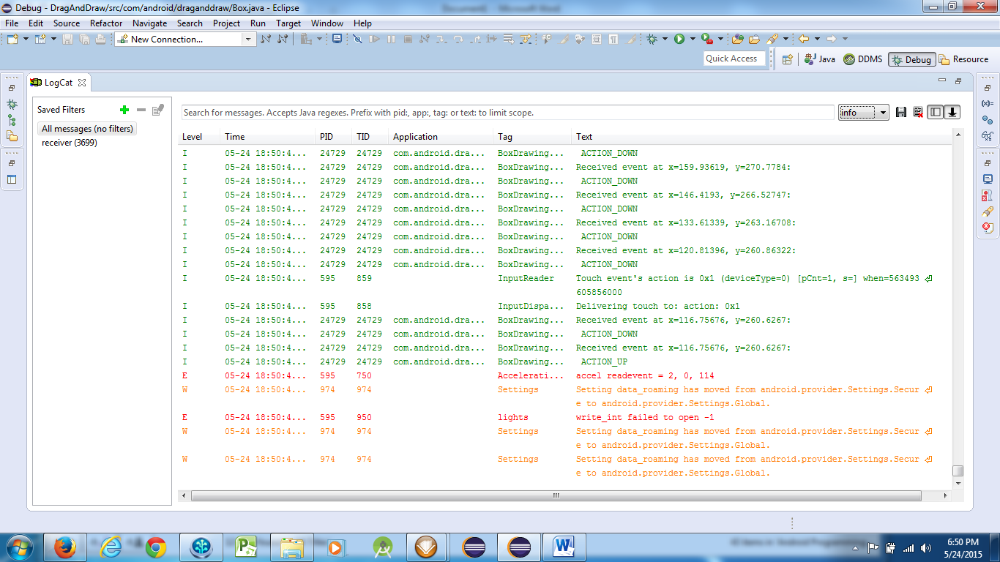 Debug - DragAndDraw/src/com/android/draganddraw/Box.java - Eclipse
File Edit Source Refactor Navigate Search Project Run Target Window Help
New Connection...
Quick Access Java DDMS Debug Resource
LogCat
Saved Filters
All messages (no filters)
receiver (3699)
Search for messages. Accepts Java regexes. Prefix with pid:, app:, tag: or text: to limit scope. info
Level Time PID TID Application Tag Text
I 05-24 18:50:4... 24729 24729 com.android.dra... BoxDrawing... ACTION_DOWN
I 05-24 18:50:4... 24729 24729 com.android.dra... BoxDrawing... Received event at x=159.93619, y=270.7784:
I 05-24 18:50:4... 24729 24729 com.android.dra... BoxDrawing... ACTION_DOWN
I 05-24 18:50:4... 24729 24729 com.android.dra... BoxDrawing... Received event at x=146.4193, y=266.52747:
I 05-24 18:50:4... 24729 24729 com.android.dra... BoxDrawing... ACTION_DOWN
I 05-24 18:50:4... 24729 24729 com.android.dra... BoxDrawing... Received event at x=133.61339, y=263.16708:
I 05-24 18:50:4... 24729 24729 com.android.dra... BoxDrawing... ACTION_DOWN
I 05-24 18:50:4... 24729 24729 com.android.dra... BoxDrawing... Received event at x=120.81396, y=260.86322:
I 05-24 18:50:4... 24729 24729 com.android.dra... BoxDrawing... ACTION_DOWN
I 05-24 18:50:4... 595 859 InputReader Touch event's action is 0x1 (deviceType=0) [pCnt=1, s=] when=563493
605856000
I 05-24 18:50:4... 595 858 InputDispa... Delivering touch to: action: 0x1
I 05-24 18:50:4... 24729 24729 com.android.dra... BoxDrawing... Received event at x=116.75676, y=260.6267:
I 05-24 18:50:4... 24729 24729 com.android.dra... BoxDrawing... ACTION_DOWN
I 05-24 18:50:4... 24729 24729 com.android.dra... BoxDrawing... Received event at x=116.75676, y=260.6267:
I 05-24 18:50:4... 24729 24729 com.android.dra... BoxDrawing... ACTION_UP
E 05-24 18:50:4... 595 750 Accelerati... accel readevent = 2, 0, 114
W 05-24 18:50:4... 974 974 Settings Setting data_roaming has moved from android.provider.Settings.Secur
e to android.provider.Settings.Global.
E 05-24 18:50:4... 595 950 lights write_int failed to open -1
W 05-24 18:50:4... 974 974 Settings Setting data_roaming has moved from android.provider.Settings.Secur
e to android.provider.Settings.Global.
W 05-24 18:50:4... 974 974 Settings Setting data_roaming has moved from android.provider.Settings.Secur
e to android.provider.Settings.Global.
6:50 PM
5/24/2015